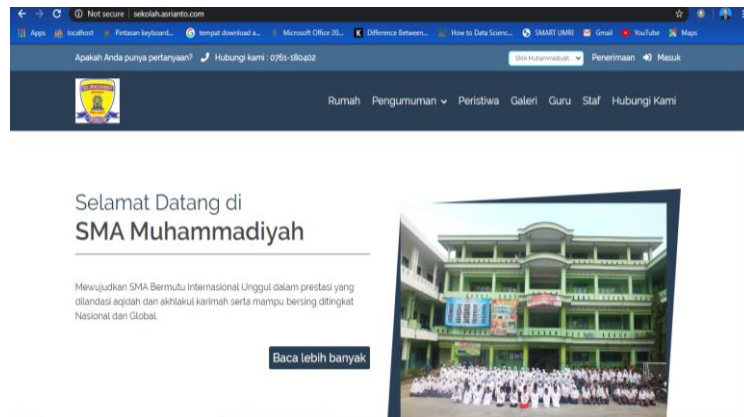 Not secure | sekolah.asrianto.com
Apps localhost Pintasan keyboard... tempat download a... Microsoft Office 20... Difference Between... How to Data Scienc... SMART UMRI Gmail YouTube Maps
Apakah Anda punya pertanyaan? Hubungi kami : 0761-180402 SMA Muhammadiyah Penerimaan Masuk
Rumah Pengumuman Peristiwa Galeri Guru Staf Hubungi Kami
Selamat Datang di
SMA Muhammadiyah
Mewujudkan SMA Bermutu Internasional Unggul dalam prestasi yang
dilandasi aqidah dan akhlakul karimah serta mampu bersing ditingkat
Nasional dan Global.
Baca lebih banyak